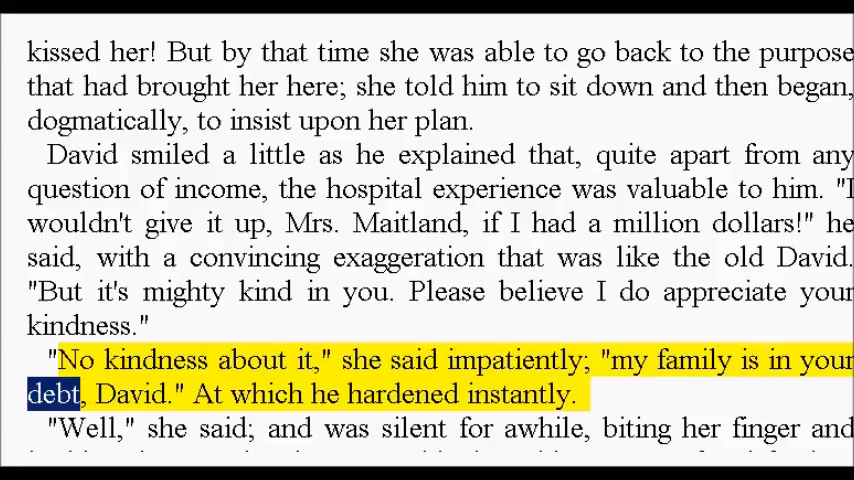 kissed her! But by that time she was able to go back to the purpose
that had brought her here; she told him to sit down and then began,
dogmatically, to insist upon her plan.
David smiled a little as he explained that, quite apart from any
question of income, the hospital experience was valuable to him. "I
wouldn't give it up, Mrs. Maitland, if I had a million dollars!" he
said, with a convincing exaggeration that was like the old David.
"But it's mighty kind in you. Please believe I do appreciate your
kindness."
"No kindness about it," she said impatiently; "my family is in your
debt, David." At which he hardened instantly.
"Well," she said; and was silent for awhile, biting her finger and